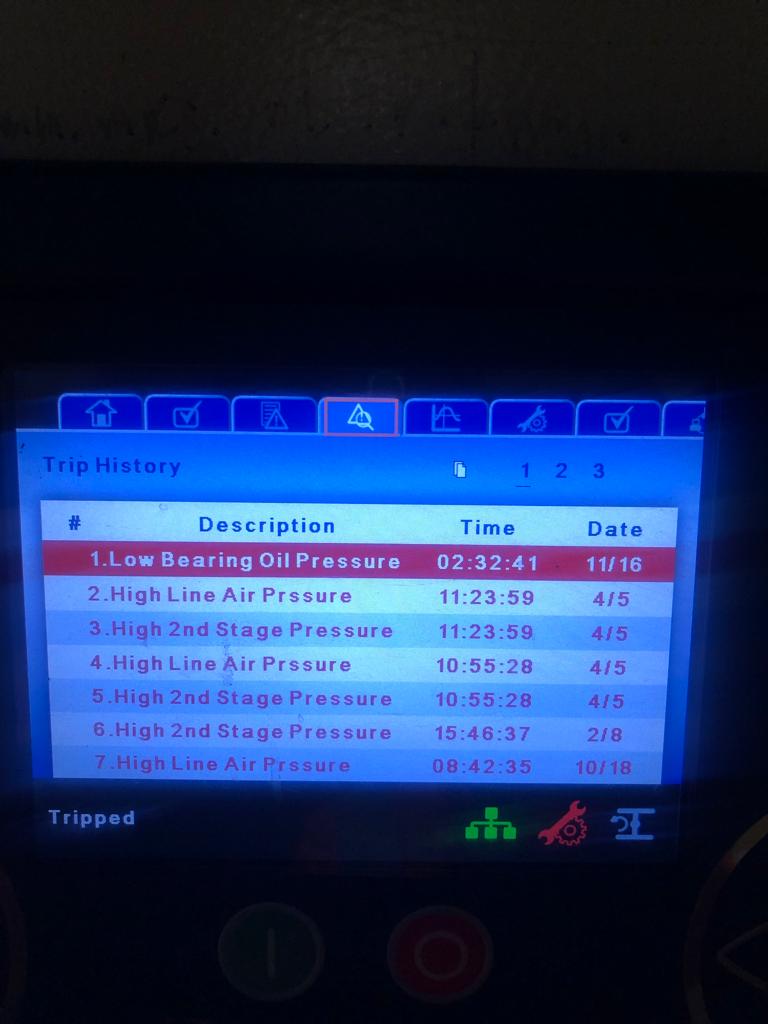 Trip History 1 2 3
# Description Time Date
1.Low Bearing Oil Pressure 02:32:41 11/16
2.High Line Air Prssure 11:23:59 4/5
3.High 2nd Stage Pressure 11:23:59 4/5
4.High Line Air Prssure 10:55:28 4/5
5.High 2nd Stage Pressure 10:55:28 4/5
6.High 2nd Stage Pressure 15:46:37 2/8
7.High Line Air Prssure 08:42:35 10/18
Tripped